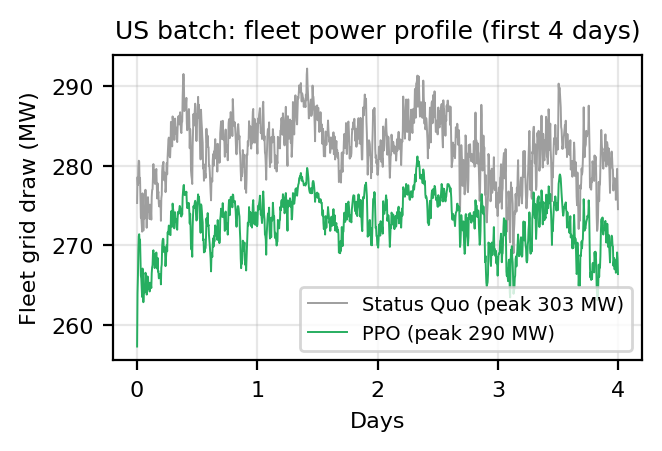 US batch: fleet power profile (first 4 days)
Fleet grid draw (MW)
290
280
270
260
Status Quo (peak 303 MW)
PPO (peak 290 MW)
0 1 2 3 4
Days